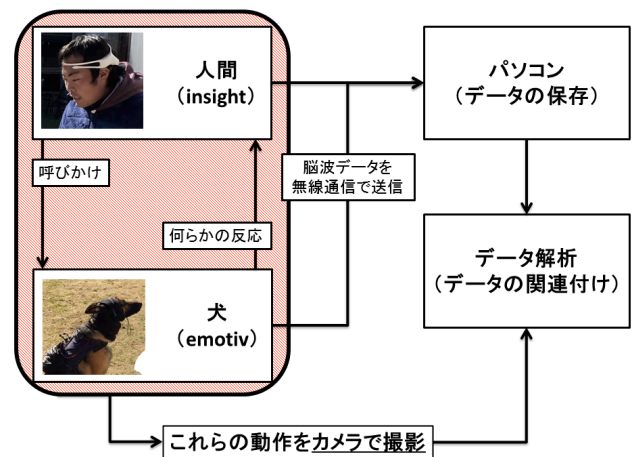 人間
（insight）
パソコン
（データの保存）
呼びかけ
脳波データを
無線通信で送信
何らかの反応
犬
（emotiv）
データ解析
（データの関連付け）
これらの動作をカメラで撮影